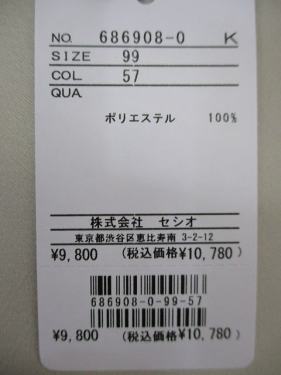 NO. 686908-0 K
SIZE 99
COL 57
QUA.
ポリエステル 100%
株式会社 セシオ
東京都渋谷区恵比寿南 3-2-12
¥9,800 (税込価格¥10,780)
686908-0-99-57
¥9,800 (税込価格¥10,780)